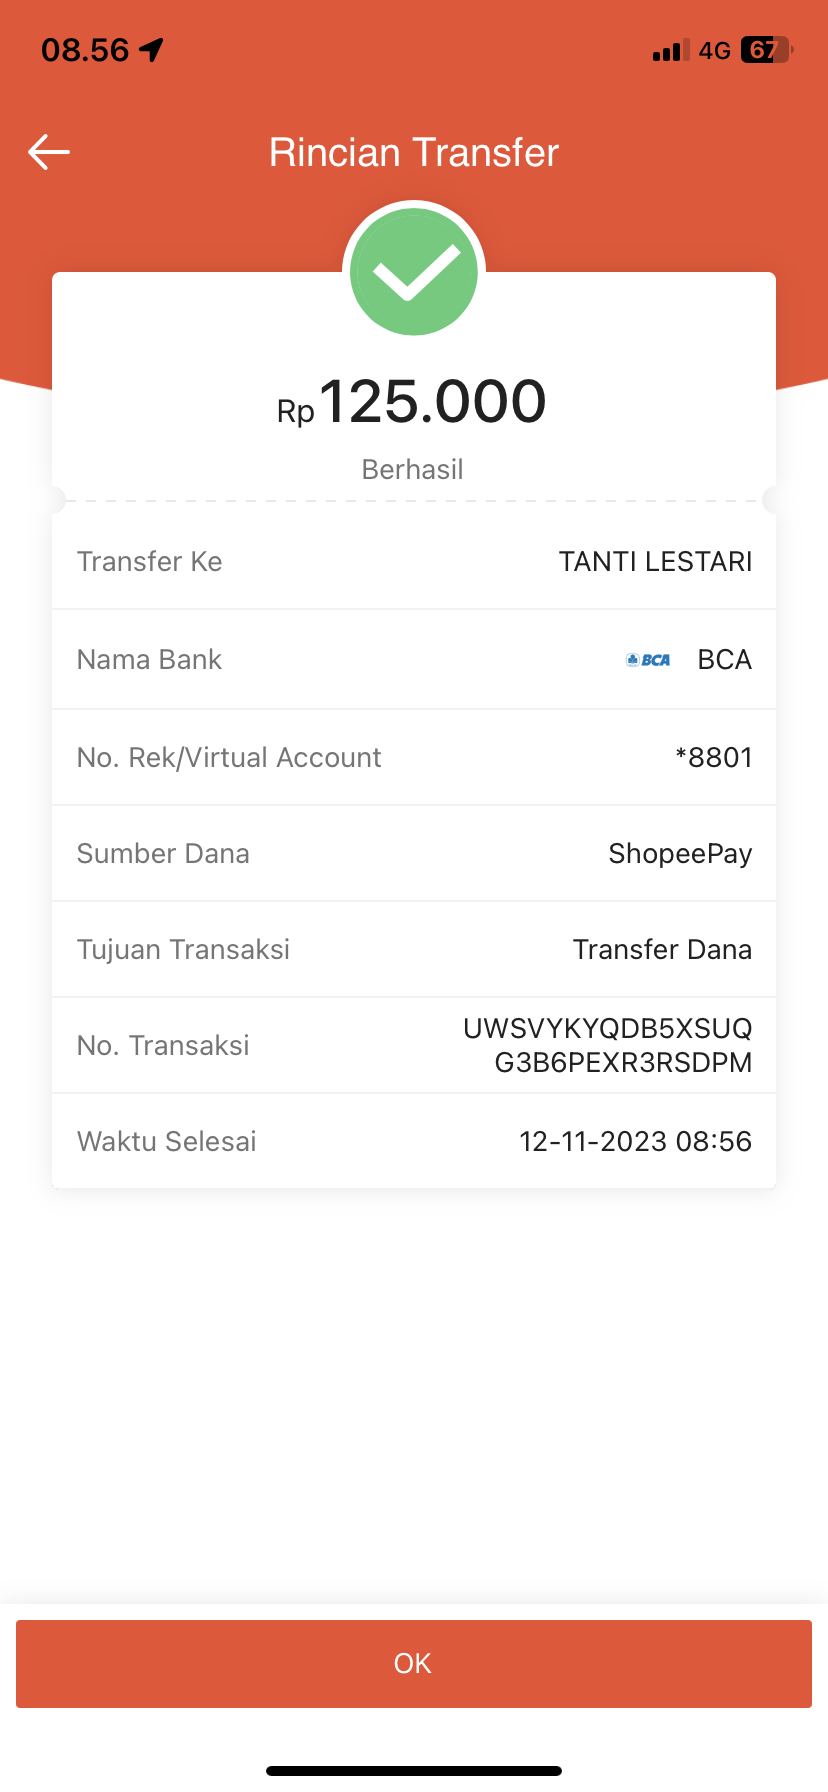 08.56
4G 67
Rincian Transfer
Rp125.000
Berhasil
Transfer Ke TANTI LESTARI
Nama Bank BCA BCA
No. Rek/Virtual Account *8801
Sumber Dana ShopeePay
Tujuan Transaksi Transfer Dana
No. Transaksi UWSVYKYQDB5XSUQ
G3B6PEXR3RSDPM
Waktu Selesai 12-11-2023 08:56
OK